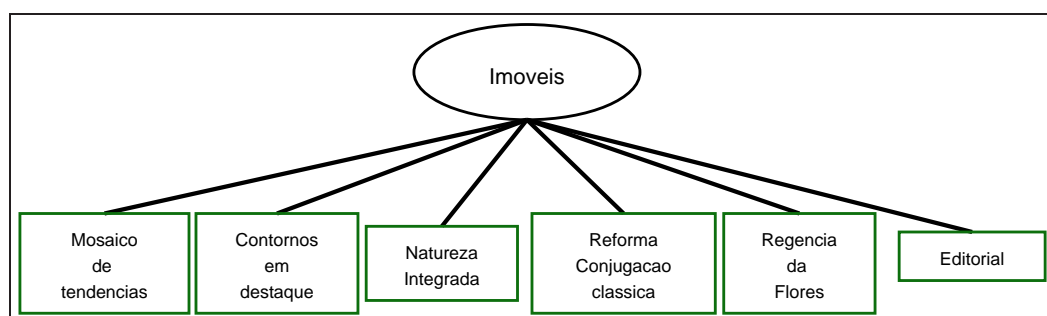 Imoveis
Mosaico
de
tendencias
Contornos
em
destaque
Natureza
Integrada
Reforma
Conjugacao
classica
Regencia
da
Flores
Editorial